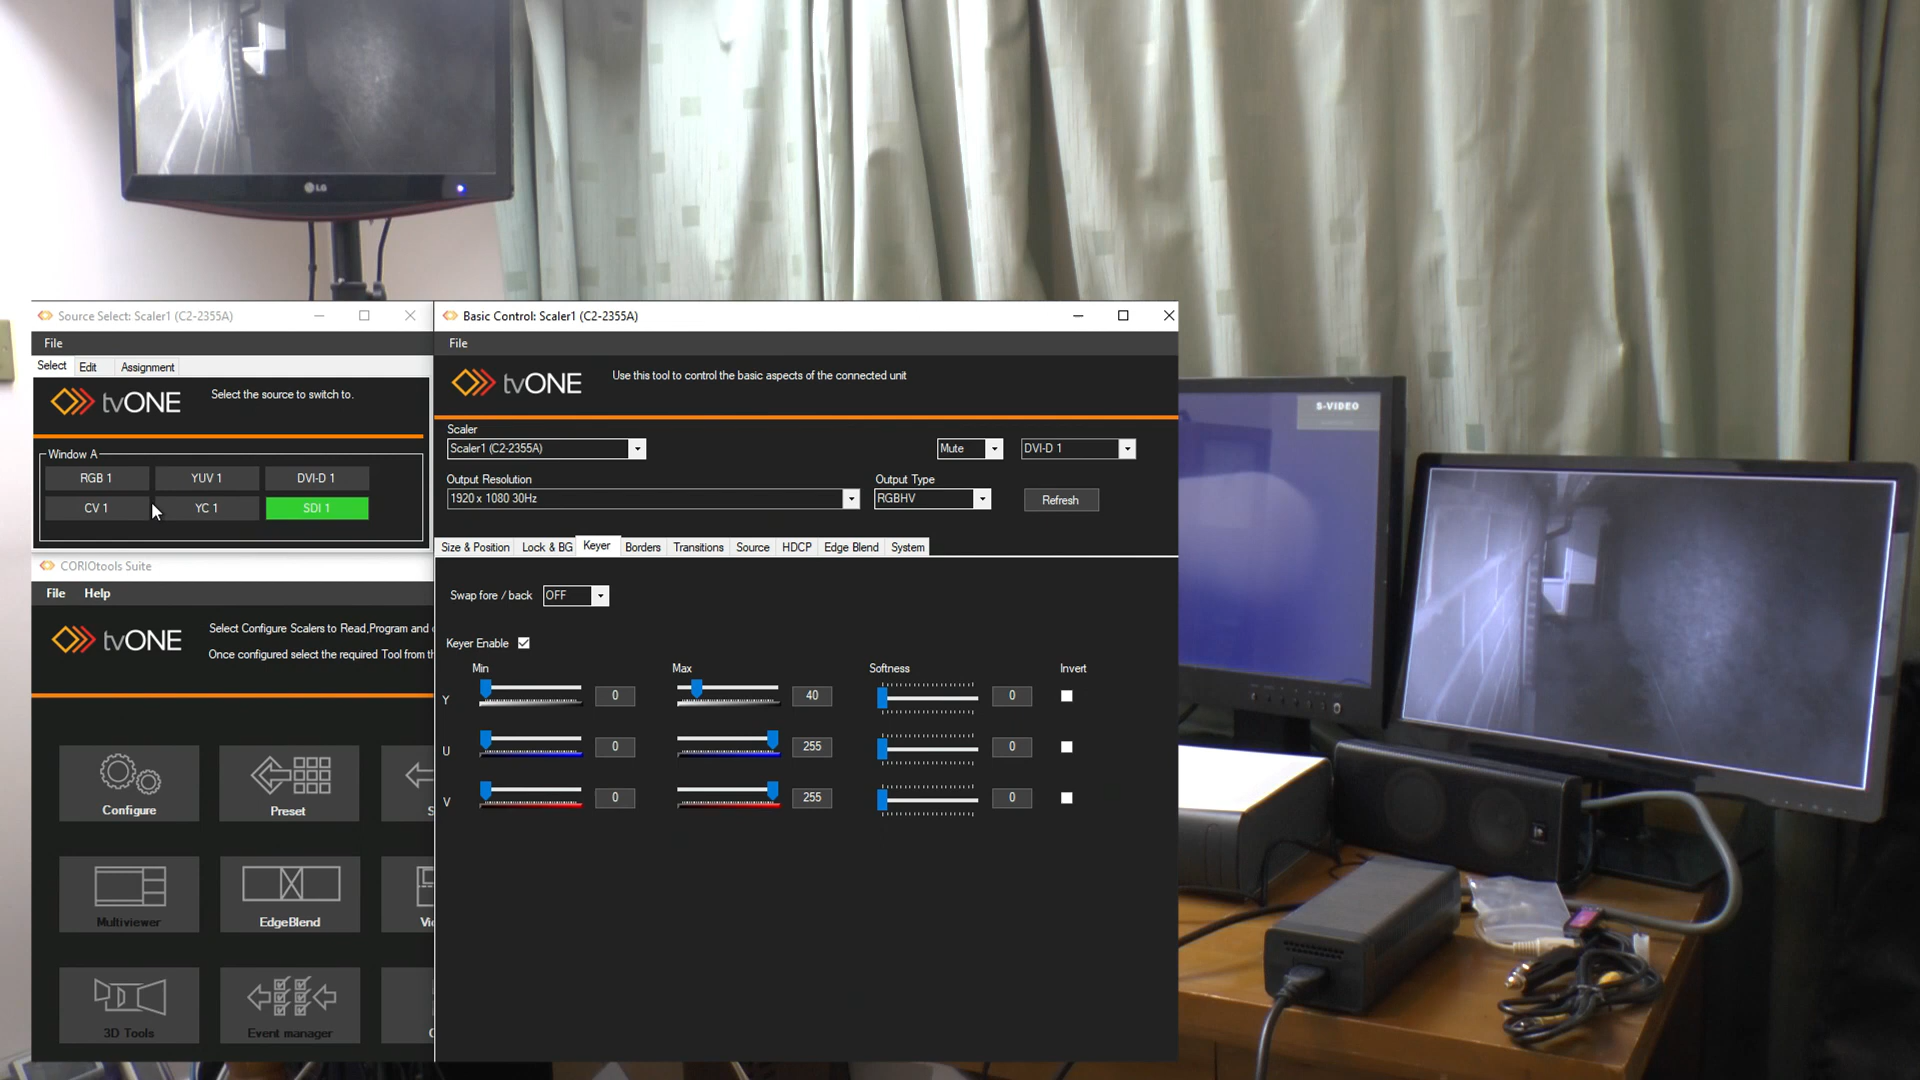 LG
Source Select: Scaler1 (C2-2355A)
File
Select Edit Assignment
tvONE
Select the source to switch to.
Window A
RGB 1 YUV 1 DVI-D 1
CV 1 YC 1 SDI 1
CORIOtools Suite
File Help
tvONE
Select Configure Scalers to Read,Program and
Once configured select the required Tool from
Configure Preset
Multiviewer EdgeBlend
3D Tools Event manager
Basic Control: Scaler1 (C2-2355A)
File
tvONE
Use this tool to control the basic aspects of the connected unit
Scaler
Scaler1 (C2-2355A) Mute DVI-D 1
Output Resolution Output Type
1920 x 1080 30Hz RGBHV Refresh
Size & Position Lock & BG Keyer Borders Transitions Source HDCP Edge Blend System
Swap fore / back OFF
Keyer Enable
Min Max Softness Invert
Y 0 40 0
U 0 255 0
V 0 255 0
S-VIDEO